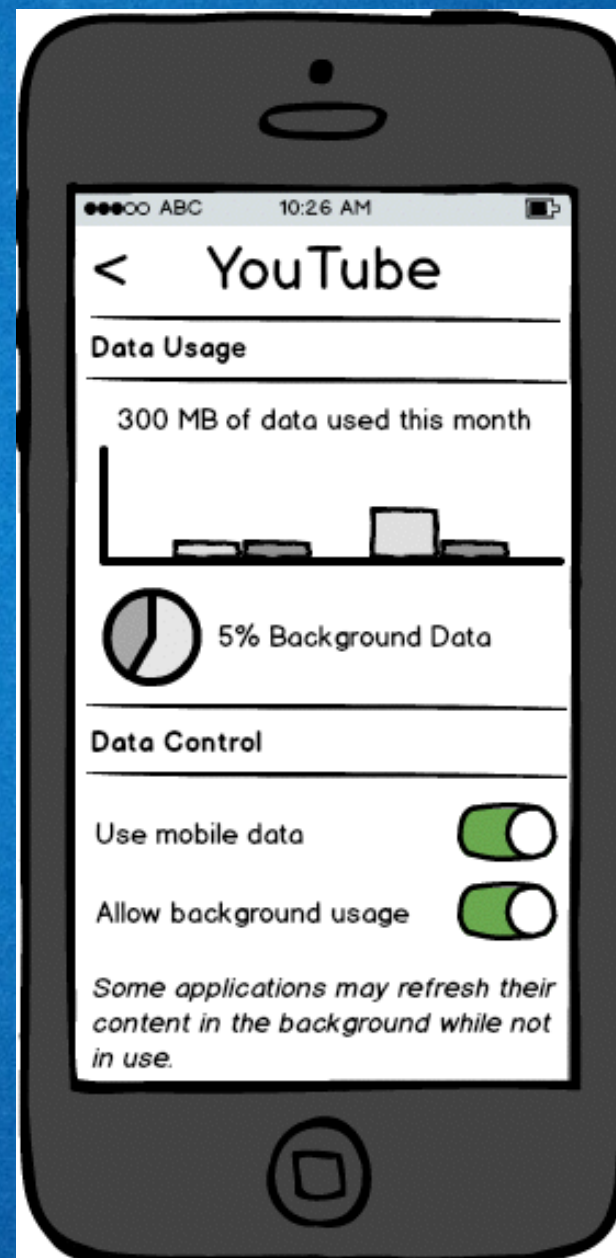 ABC 10:26 AM
< YouTube
Data Usage
300 MB of data used this month
5% Background Data
Data Control
Use mobile data
Allow background usage
Some applications may refresh their
content in the background while not
in use.